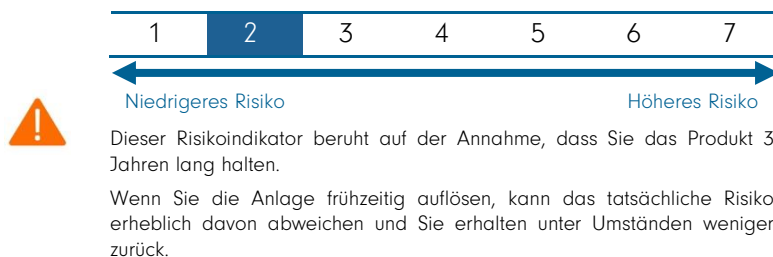 1 2 3 4 5 6 7
Niedrigeres Risiko Höheres Risiko
Dieser Risikoindikator beruht auf der Annahme, dass Sie das Produkt 3
Jahren lang halten.
Wenn Sie die Anlage frühzeitig auflösen, kann das tatsächliche Risiko
erheblich davon abweichen und Sie erhalten unter Umständen weniger
zurück.